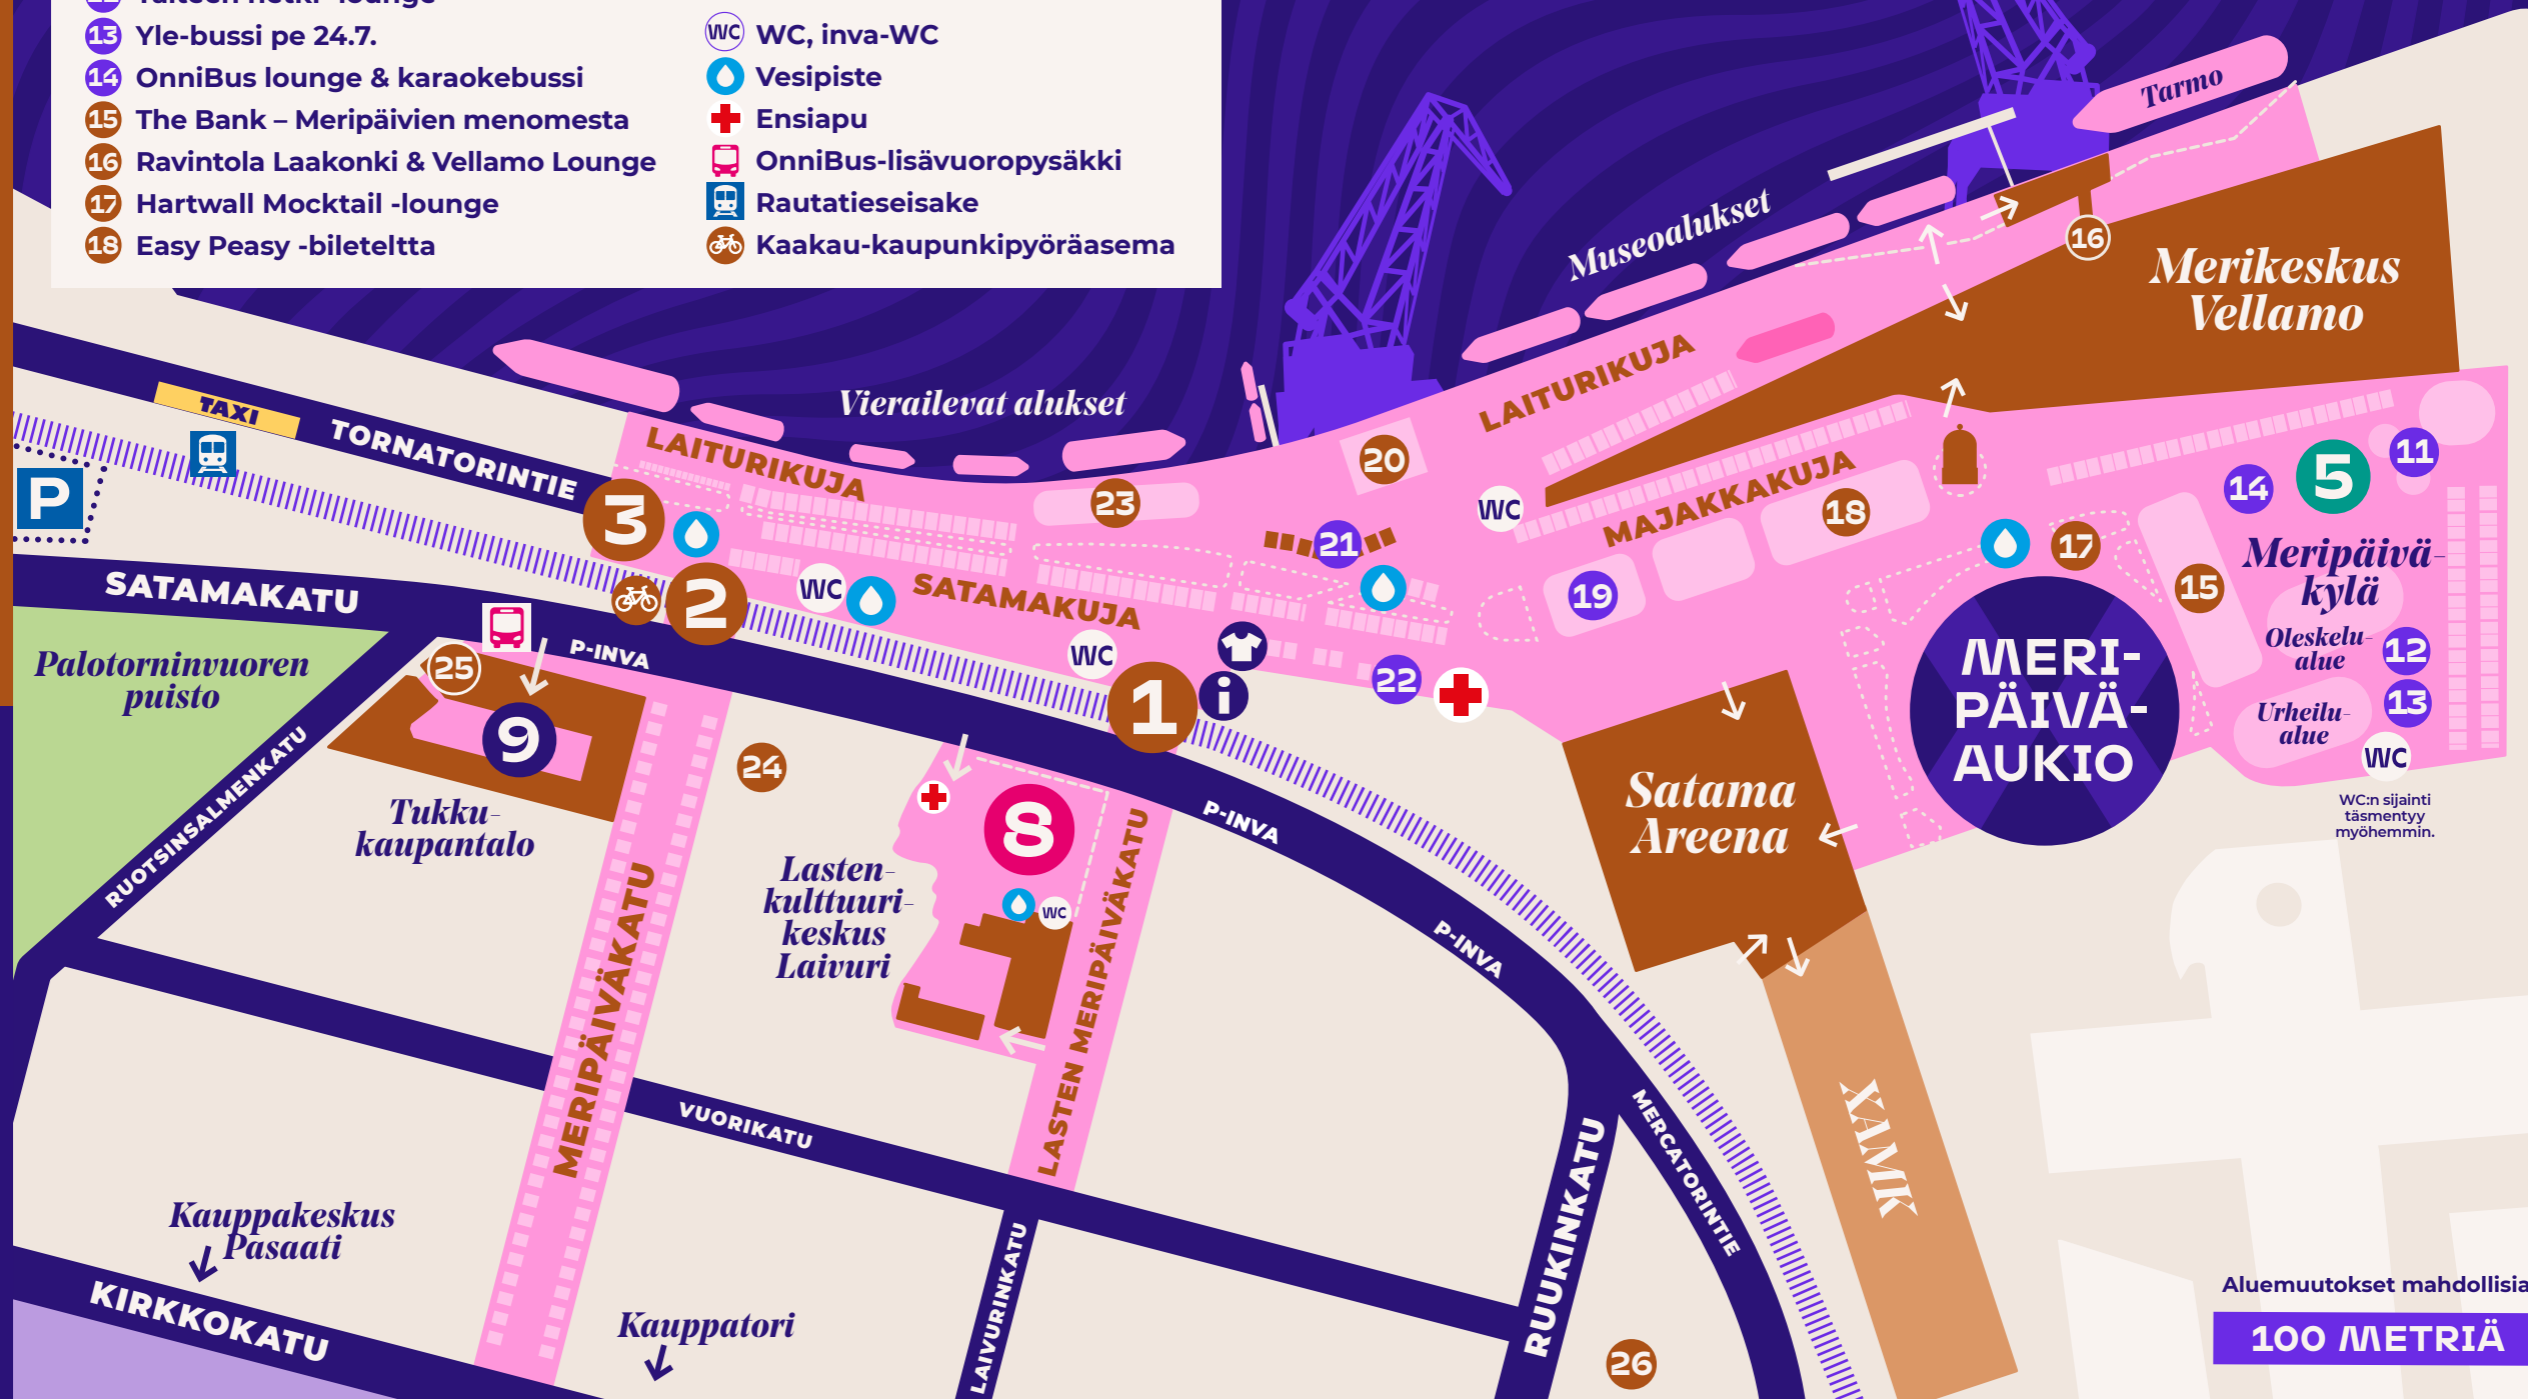 13 Yle-bussi pe 24.7.
14 OnniBus lounge & karaokebussi
15 The Bank – Meripäivien menomesta
16 Ravintola Laakonki & Vellamo Lounge
17 Hartwall Mocktail -lounge
18 Easy Peasy -bileteltta
WC WC, inva-WC
Vesipiste
Ensiapu
OnniBus-lisävuoropysäkki
Rautatieseisake
Kaakau-kaupunkipyöräasema
Tarmo
Museoalukset
16
Merikeskus
Vellamo
Vierailevat alukset
TAXI
TORNATORINTIE
LAITURIKUJA
LAITURIKUJA
P
3
23
20
21
WC
MAJAKKAKUJA
18
19
17
14
5
11
Meripäivä-
kylä
15
Oleskelu-
alue
12
13
Urheilu-
alue
WC
WC:n sijainti
täsmentyy
myöhemmin.
MERI-
PÄIVÄ-
AUKIO
SATAMAKATU
2
WC
SATAMAKUJA
WC
1
i
22
P-INVA
Palotorninvuoren
puisto
25
9
24
Tukku-
kaupantalo
RUOTSINSALMENKATU
MERIPÄIVÄKATU
8
WC
Lasten-
kulttuuri-
keskus
Laivuri
LASTEN MERIPÄIVÄKATU
P-INVA
P-INVA
Satama
Areena
XAMK
VUORIKATU
Kauppakeskus
Pasaati
KIRKKOKATU
Kauppatori
LAIVURINKATU
RUUKINKATU
MERCATORINTIE
26
Aluemuutokset mahdollisia
100 METRIÄ